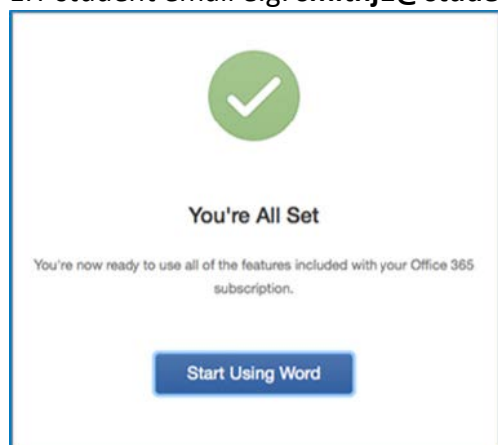 You're All Set
You're now ready to use all of the features included with your Office 365
subscription.
Start Using Word